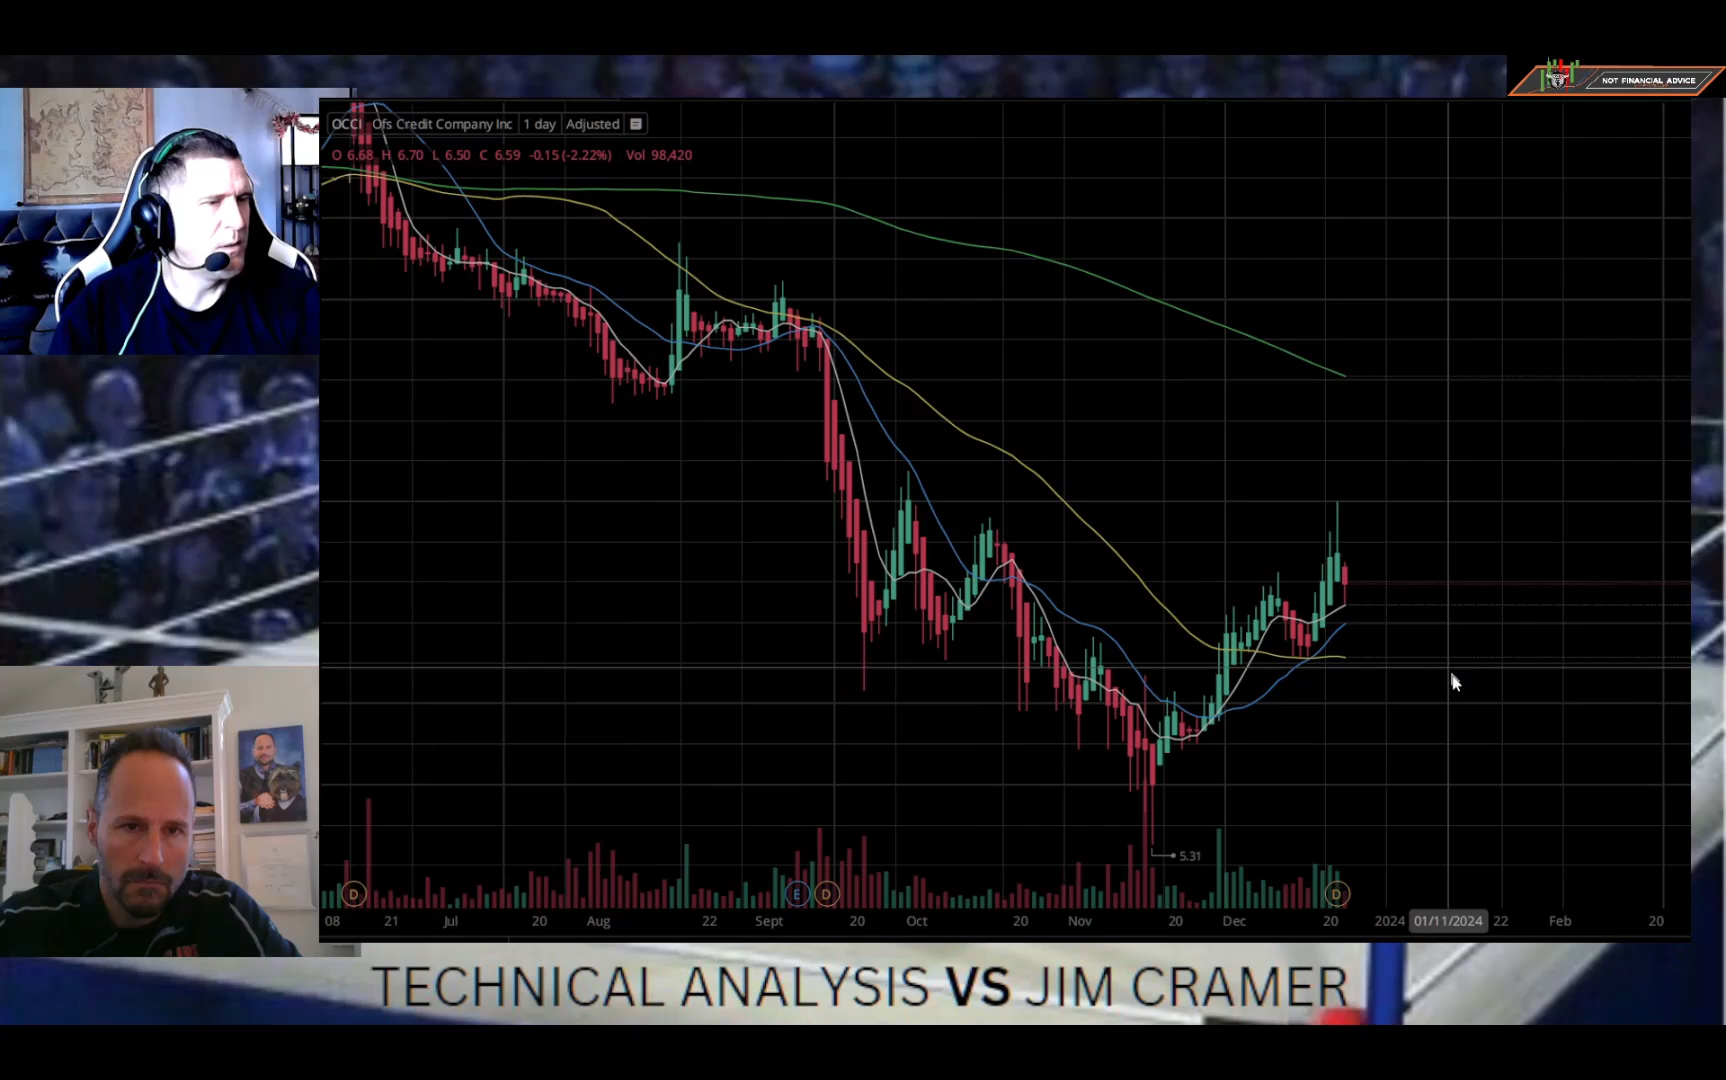 NOT FINANCIAL ADVICE
OCCI Ofs Credit Company Inc 1 day Adjusted
O 6.68 H 6.70 L 6.50 C 6.59 -0.15 (-2.22%) Vol 98,420
5.31
D E D D
08 21 Jul 20 Aug 22 Sept 20 Oct 20 Nov 20 Dec 20 2024 01/11/2024 22 Feb 20
TECHNICAL ANALYSIS VS JIM CRAMER